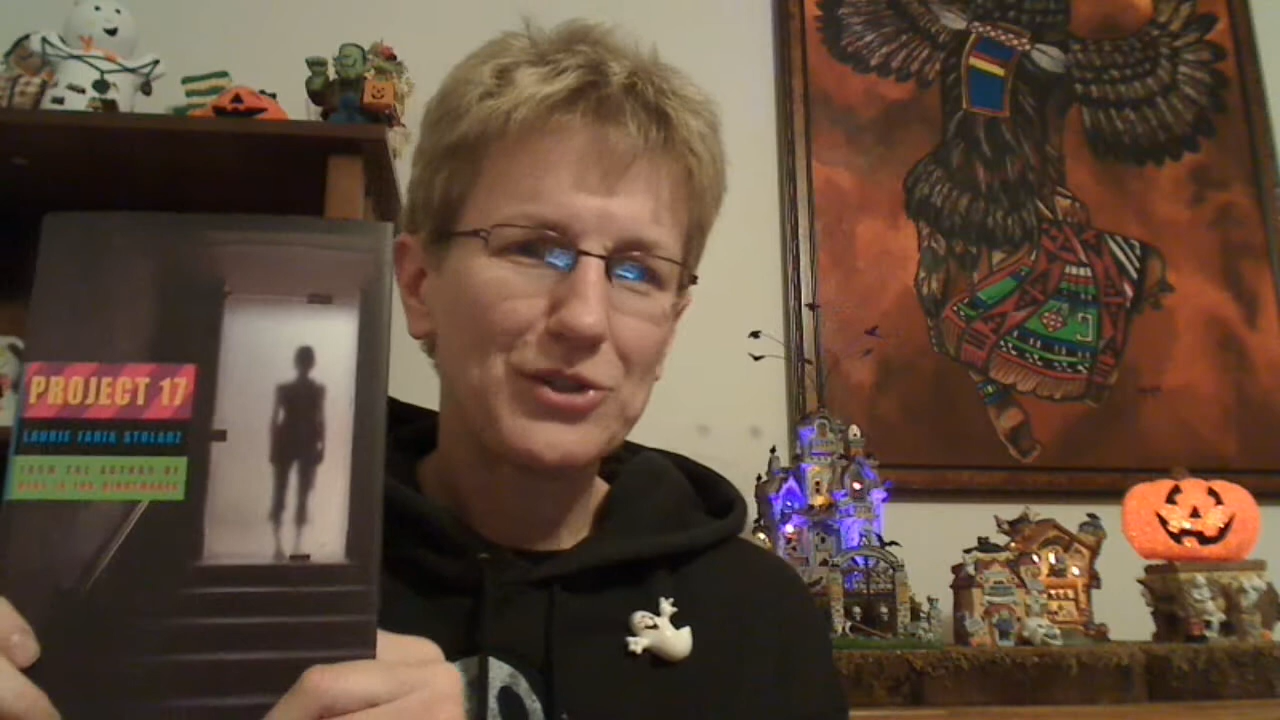 PROJECT 17
LAURIE FARIA STOLARZ
FROM THE AUTHOR OF
BLUE IS FOR NIGHTMARES